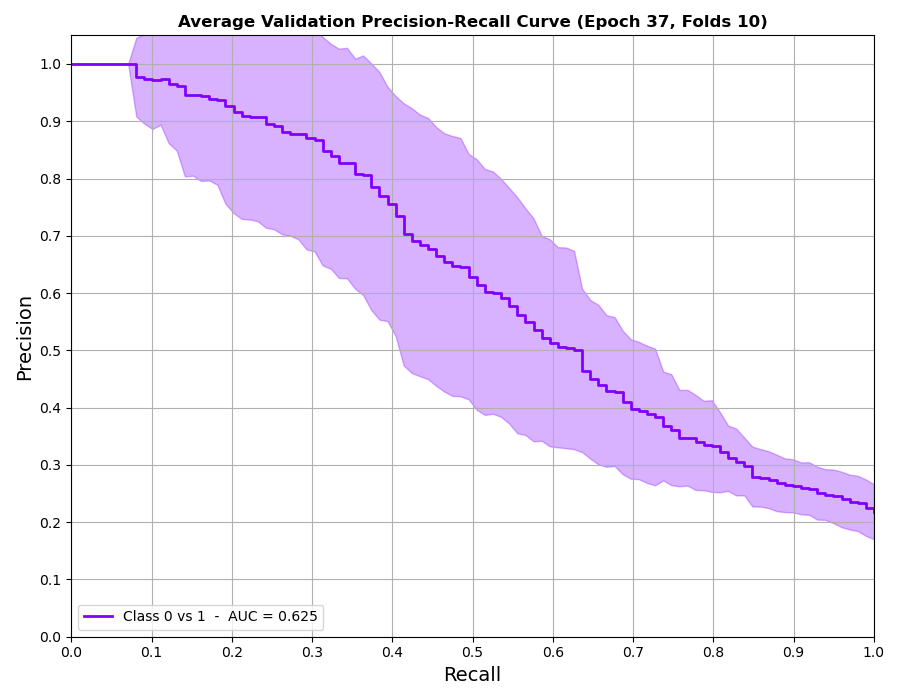 Average Validation Precision-Recall Curve (Epoch 37, Folds 10)
Precision
1.0
0.9
0.8
0.7
0.6
0.5
0.4
0.3
0.2
0.1
0.0
Class 0 vs 1 - AUC = 0.625
0.0 0.1 0.2 0.3 0.4 0.5 0.6 0.7 0.8 0.9 1.0
Recall